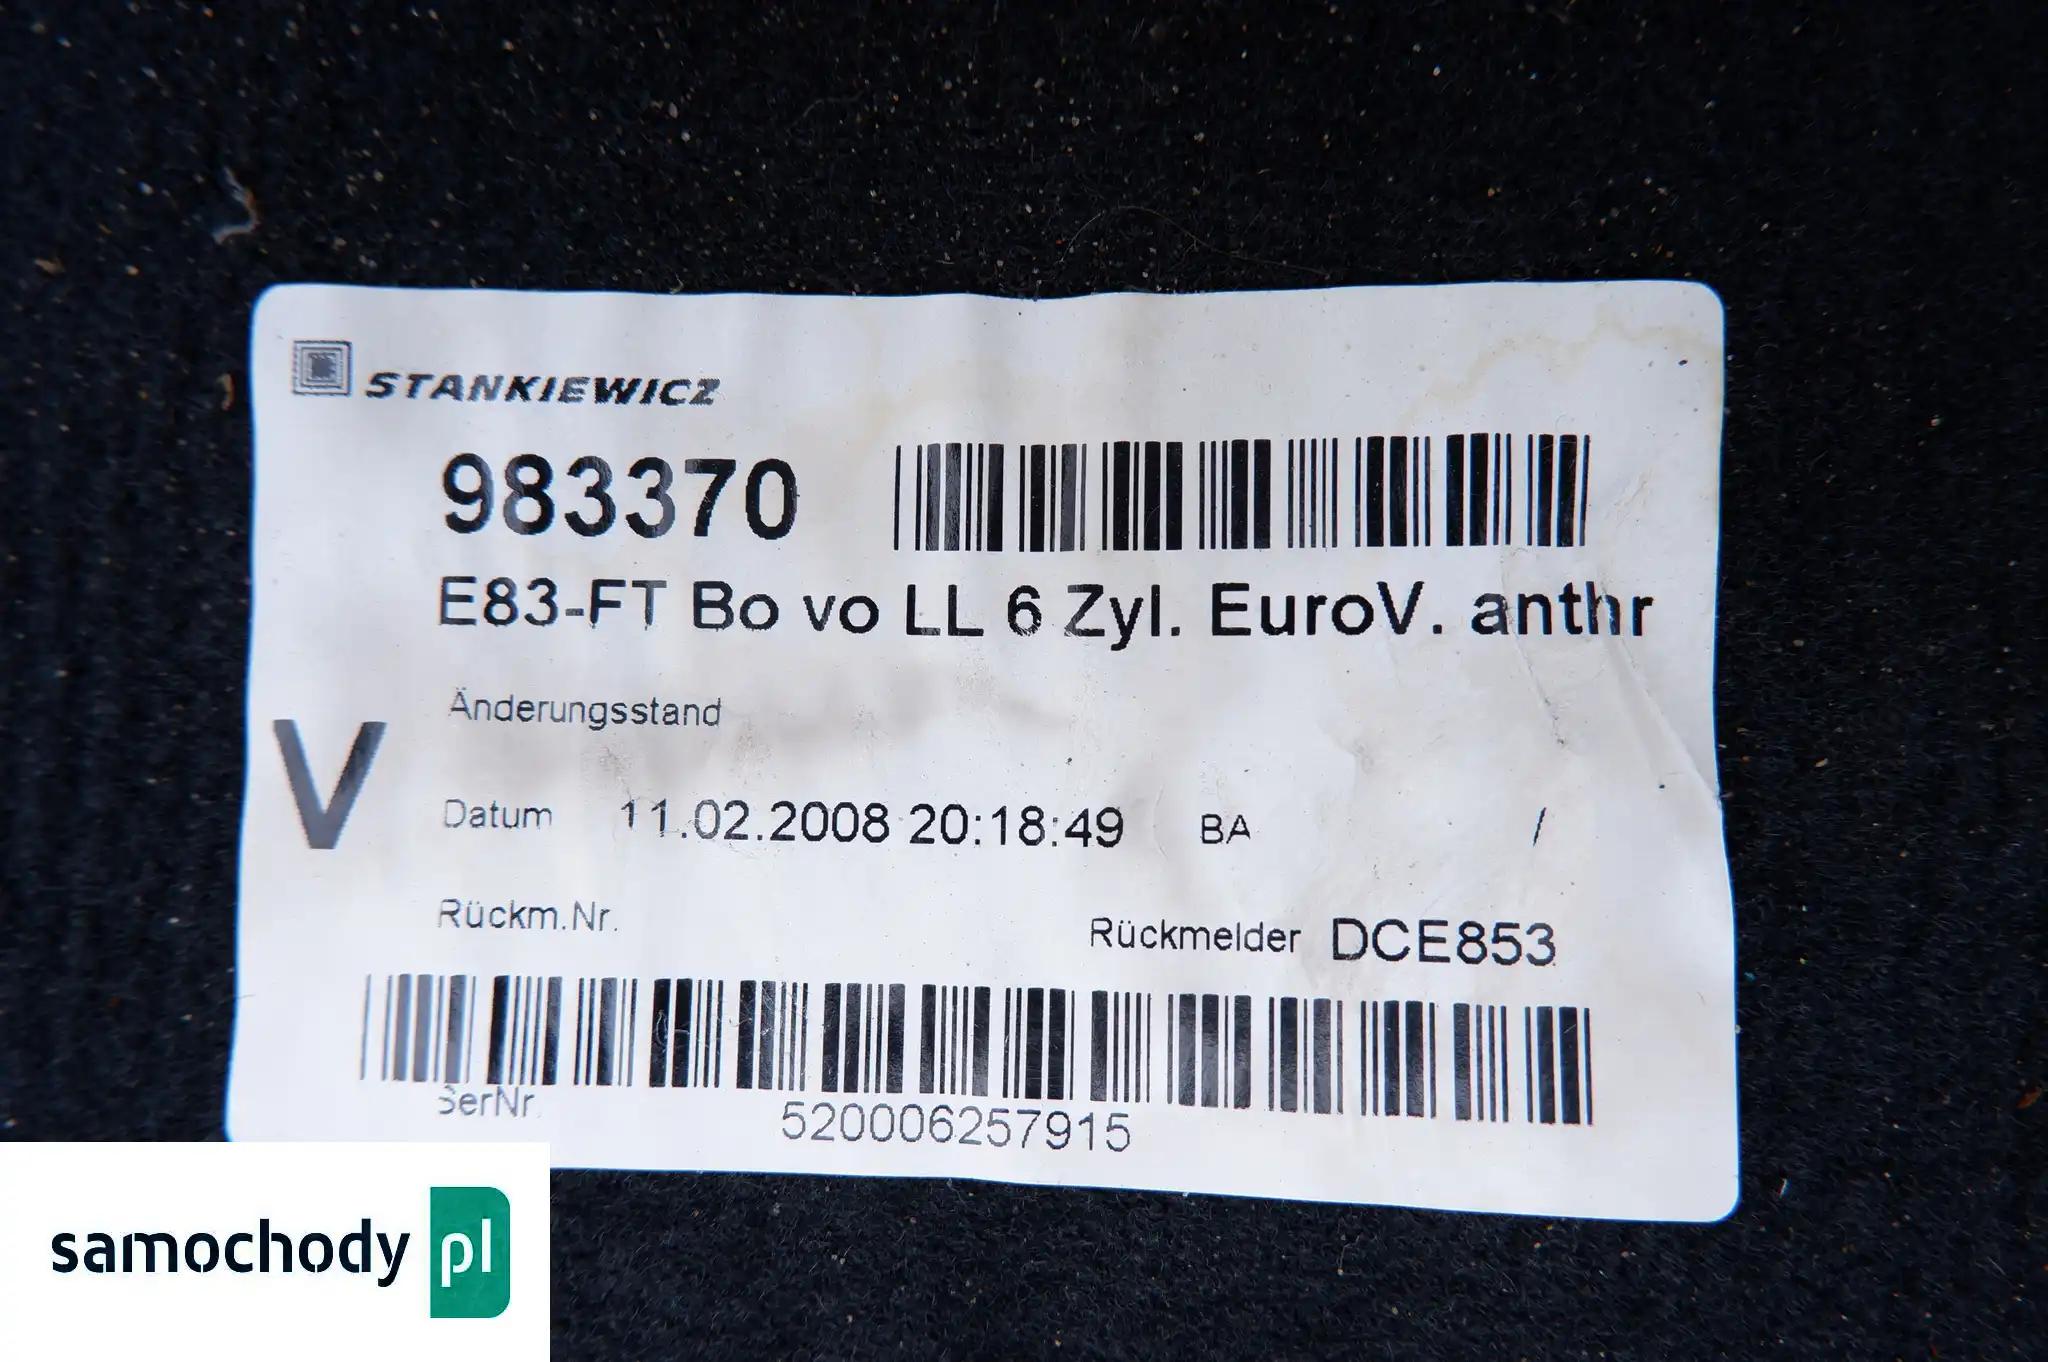 STANKIEWICZ
983370
E83-FT Bo vo LL 6 Zyl. EuroV. anthr
Änderungsstand
V
Datum 11.02.2008 20:18:49 BA /
Rückm.Nr. Rückmelder DCE853
SerNr. 520006257915
samochody pl